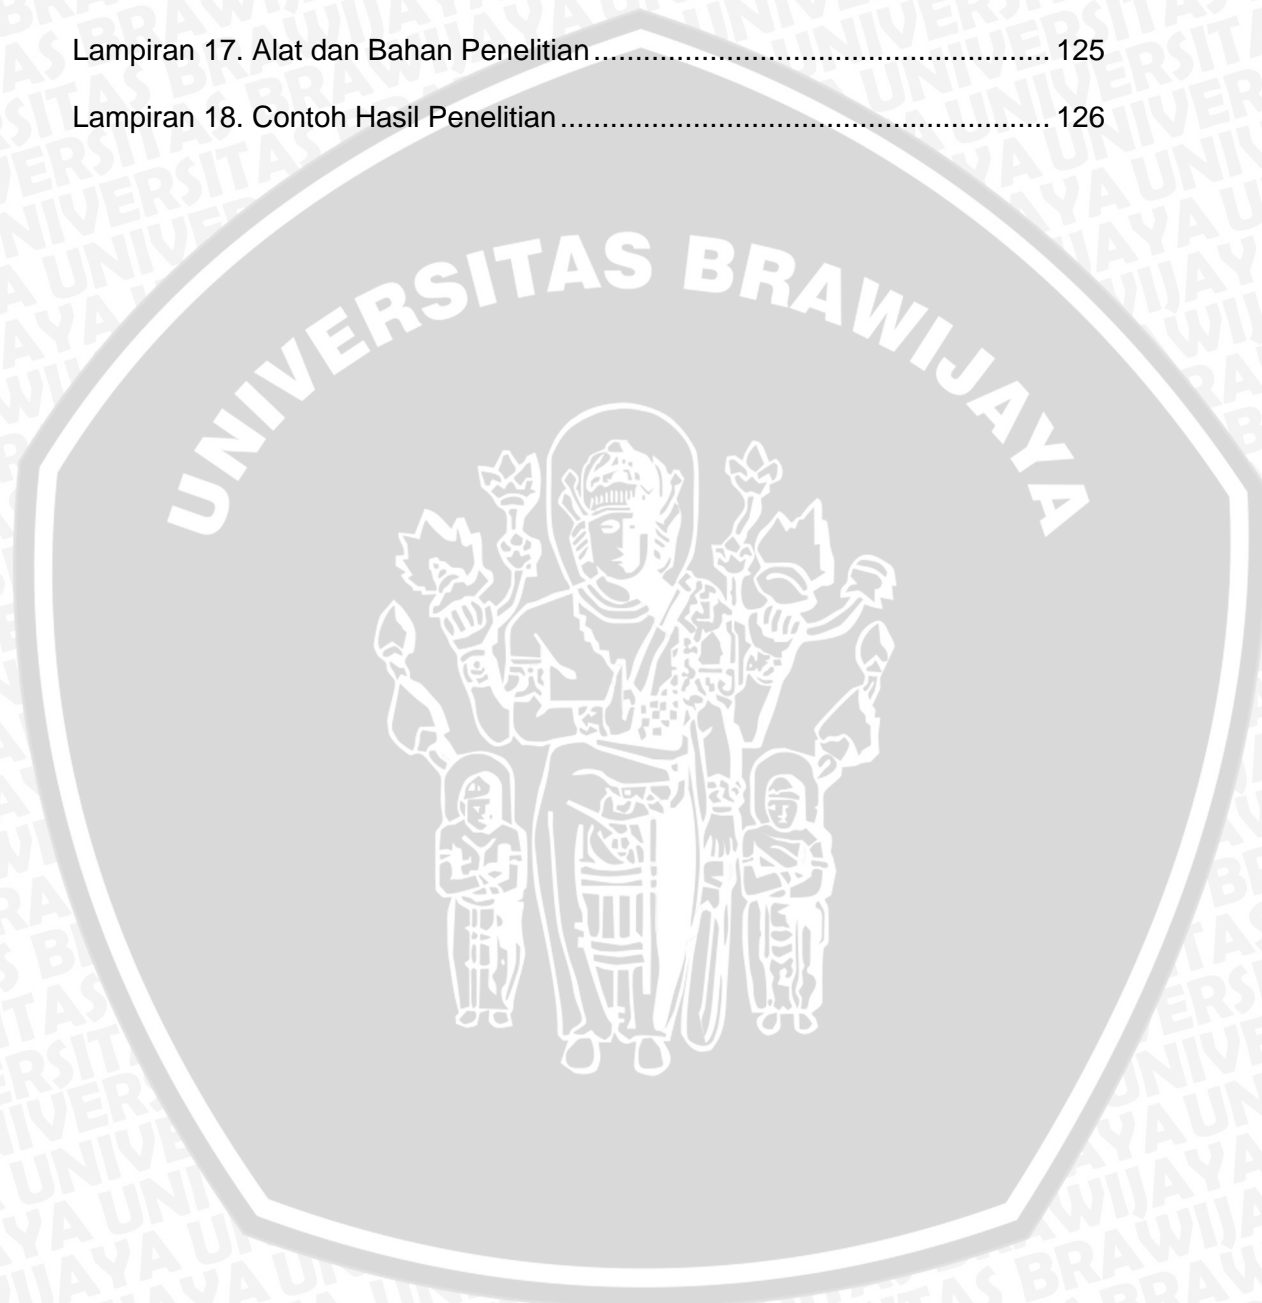 Lampiran 17. Alat dan Bahan Penelitian ........................................................ 125
Lampiran 18. Contoh Hasil Penelitian ............................................................ 126
UNIVERSITAS BRAWIJAYA